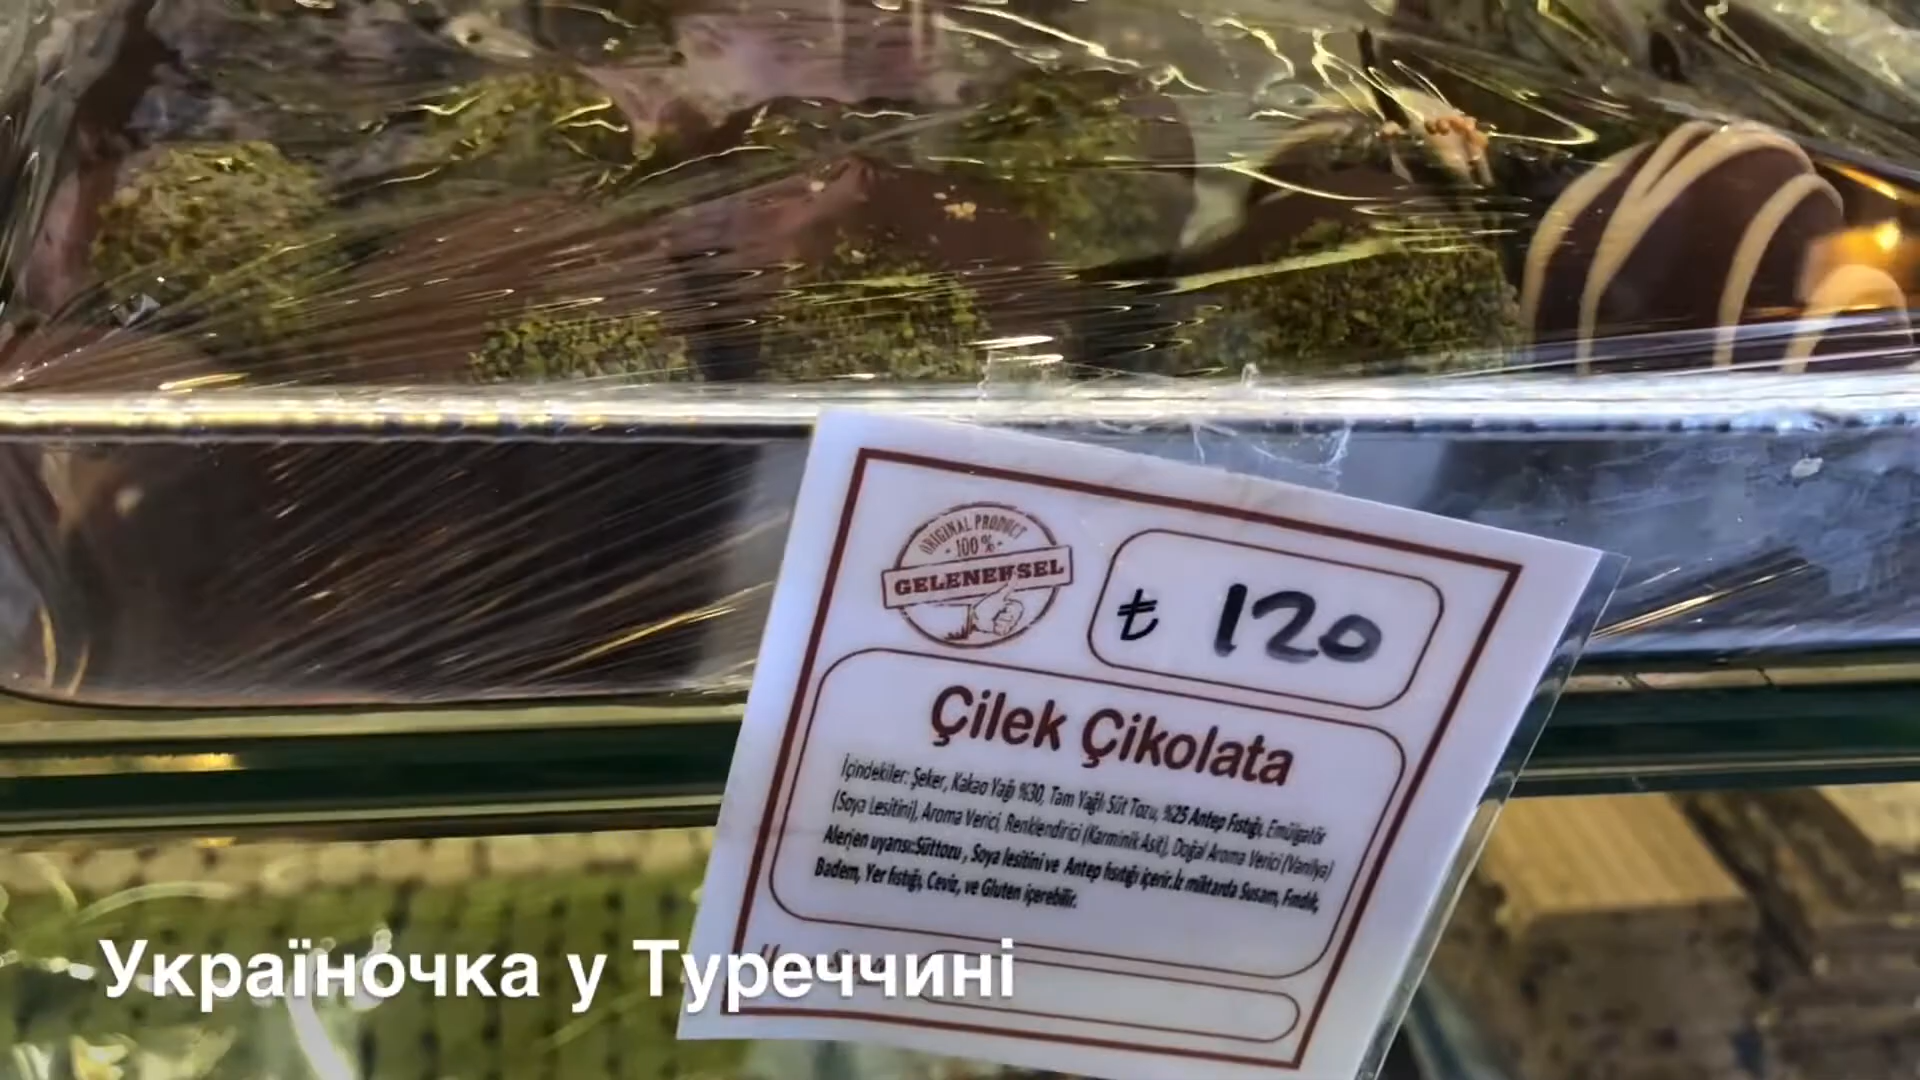 ORIGINAL PRODUCT
100%
GELENEKSEL
₺ 120
Çilek Çikolata
İçindekiler: Şeker, Kakao Yağı %30, Tam Yağlı Süt Tozu, %25 Antep Fıstığı, Emülgatör
(Soya Lesitini), Aroma Verici, Renklendirici (Karminik Asit), Doğal Aroma Verici (Vanilya)
Alerjen uyarısı:Süttozu, Soya lesitini ve Antep fısıtğı içerir.İz miktarda Susam, Fındık,
Badem, Yer fıstığı, Ceviz, ve Gluten içerebilir.
Україночка у Туреччині